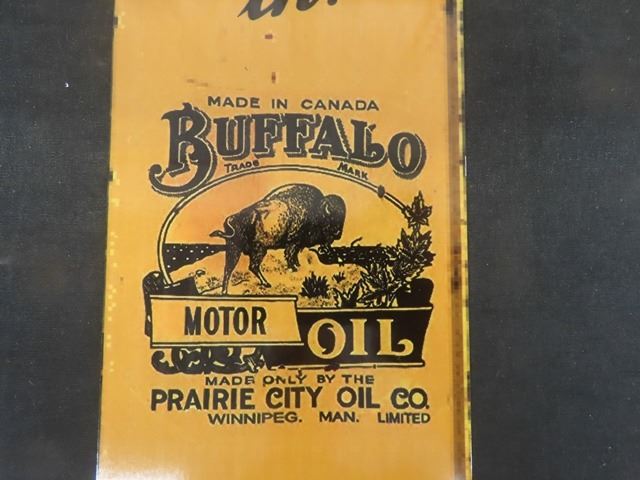 in.
MADE IN CANADA
BUFFALO
TRADE MARK
MOTOR OIL
MADE ONLY BY THE
PRAIRIE CITY OIL CO.
WINNIPEG. MAN. LIMITED